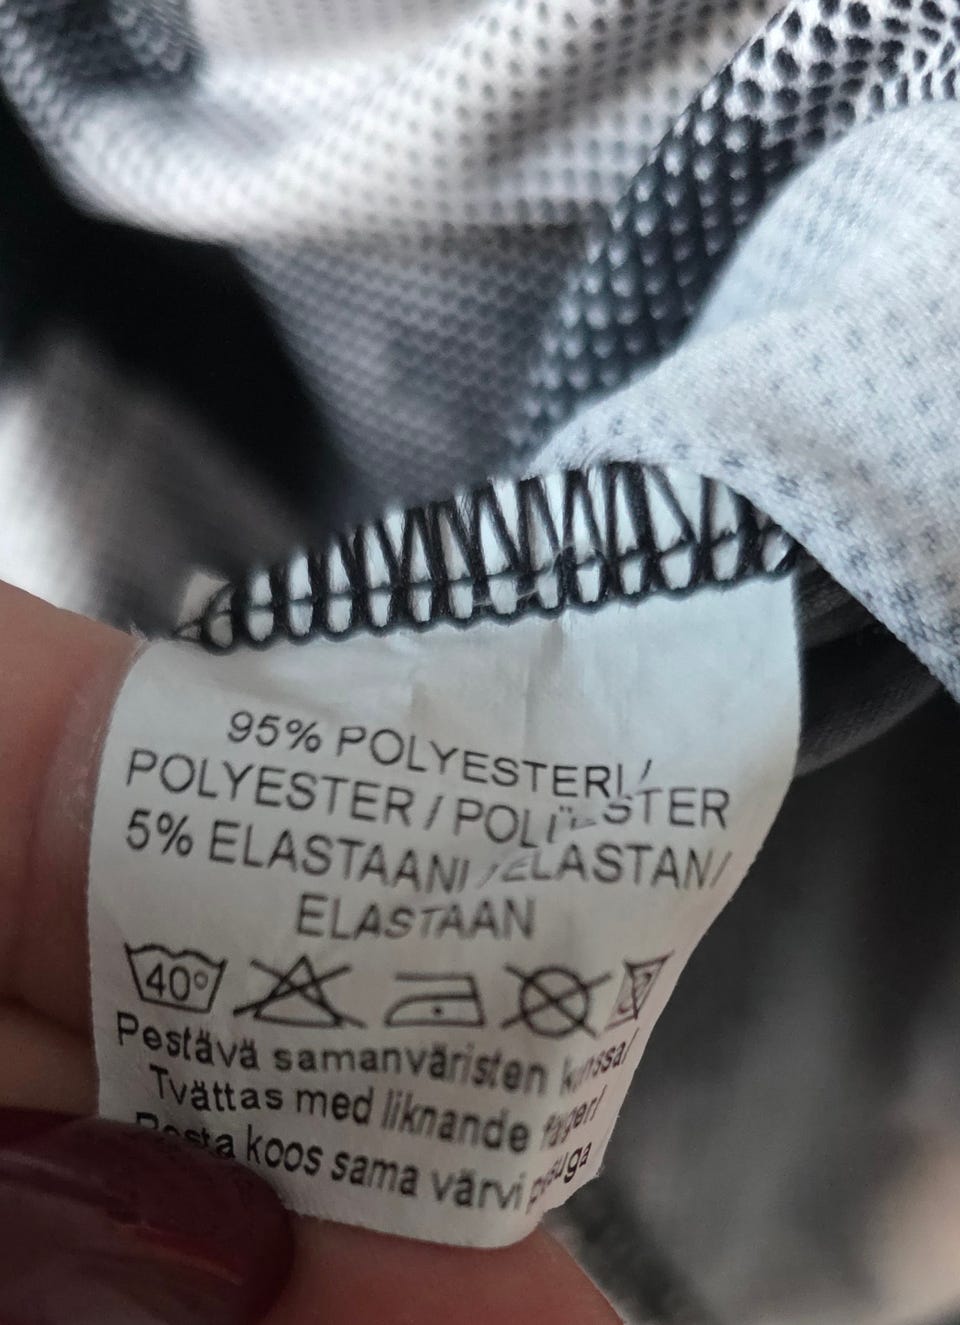 95% POLYESTERI/
POLYESTER / POLÜESTER
5% ELASTAANI / ELASTAN/
ELASTAAN
40°
Pestävä samanväristen kanssa/
Tvättas med liknande färger/
Pesta koos sama värvi pesuga